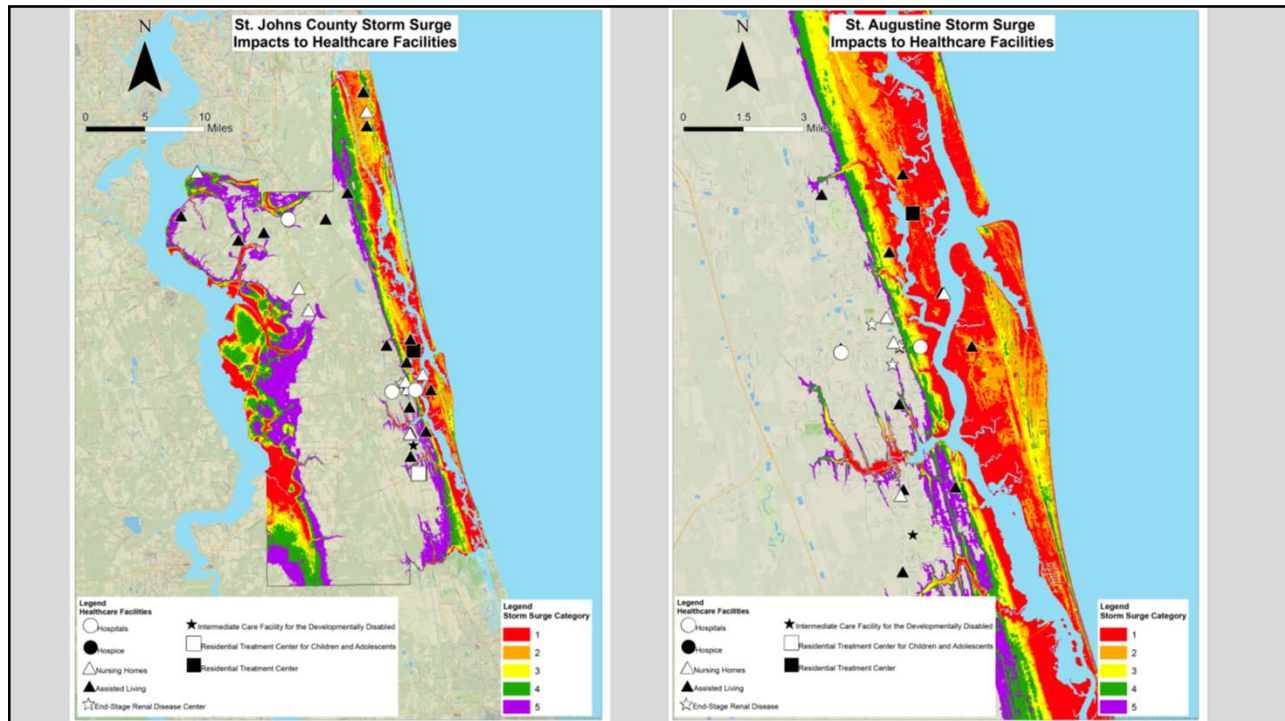 St. Johns County Storm Surge
Impacts to Healthcare Facilities
N
0 5 10
Miles
Legend
Healthcare Facilities
Hospitals
Hospice
Nursing Homes
Assisted Living
End-Stage Renal Disease Center
Intermediate Care Facility for the Developmentally Disabled
Residential Treatment Center for Children and Adolescents
Residential Treatment Center
Legend
Storm Surge Category
1
2
3
4
5
St. Augustine Storm Surge
Impacts to Healthcare Facilities
N
0 1.5 3
Miles
Legend
Healthcare Facilities
Hospitals
Hospice
Nursing Homes
Assisted Living
End-Stage Renal Disease
Intermediate Care Facility for the Developmentally Disabled
Residential Treatment Center for Children and Adolescents
Residential Treatment Center
Legend
Storm Surge Category
1
2
3
4
5